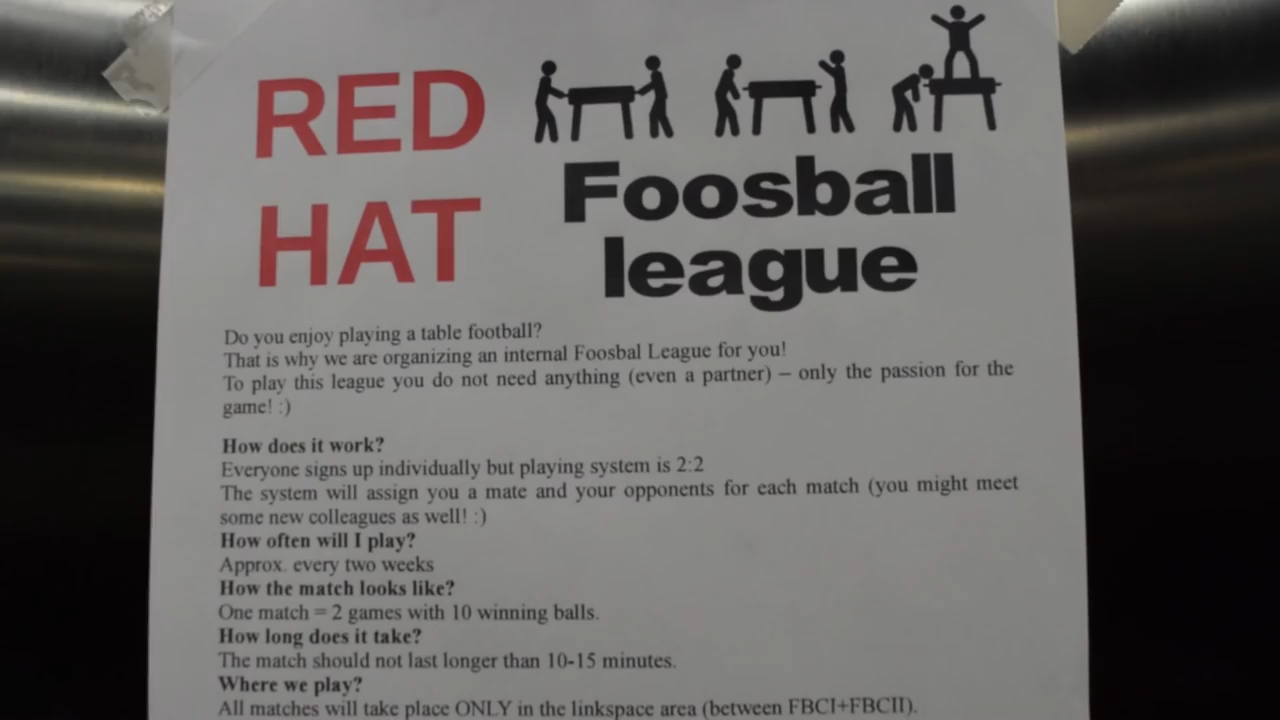 RED
HAT
Foosball
league
Do you enjoy playing a table football?
That is why we are organizing an internal Foosbal League for you!
To play this league you do not need anything (even a partner) – only the passion for the
game! :)
How does it work?
Everyone signs up individually but playing system is 2:2
The system will assign you a mate and your opponents for each match (you might meet
some new colleagues as well! :)
How often will I play?
Approx. every two weeks
How the match looks like?
One match = 2 games with 10 winning balls.
How long does it take?
The match should not last longer than 10-15 minutes.
Where we play?
All matches will take place ONLY in the linkspace area (between FBCI+FBCII).